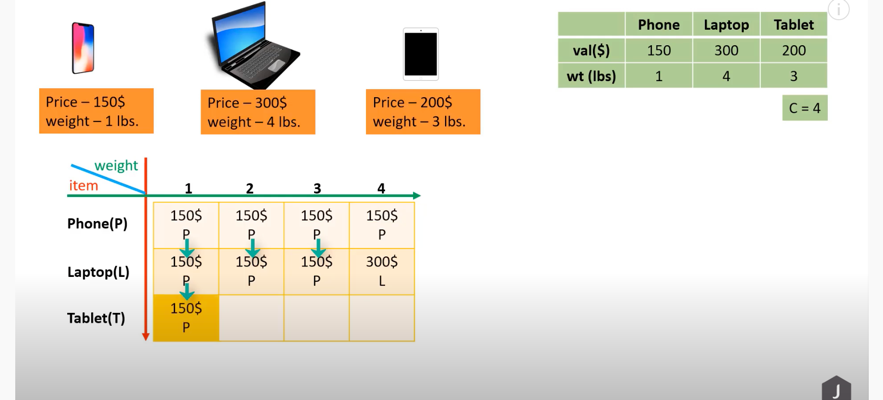 Phone Laptop Tablet
val($) 150 300 200
wt (lbs) 1 4 3
C = 4
Price – 150$
weight – 1 lbs.
Price – 300$
weight – 4 lbs.
Price – 200$
weight – 3 lbs.
weight
item
1 2 3 4
Phone(P)
150$ 150$ 150$ 150$
P P P P
Laptop(L)
150$ 150$ 150$ 300$
P P P L
Tablet(T)
150$
P
i
J